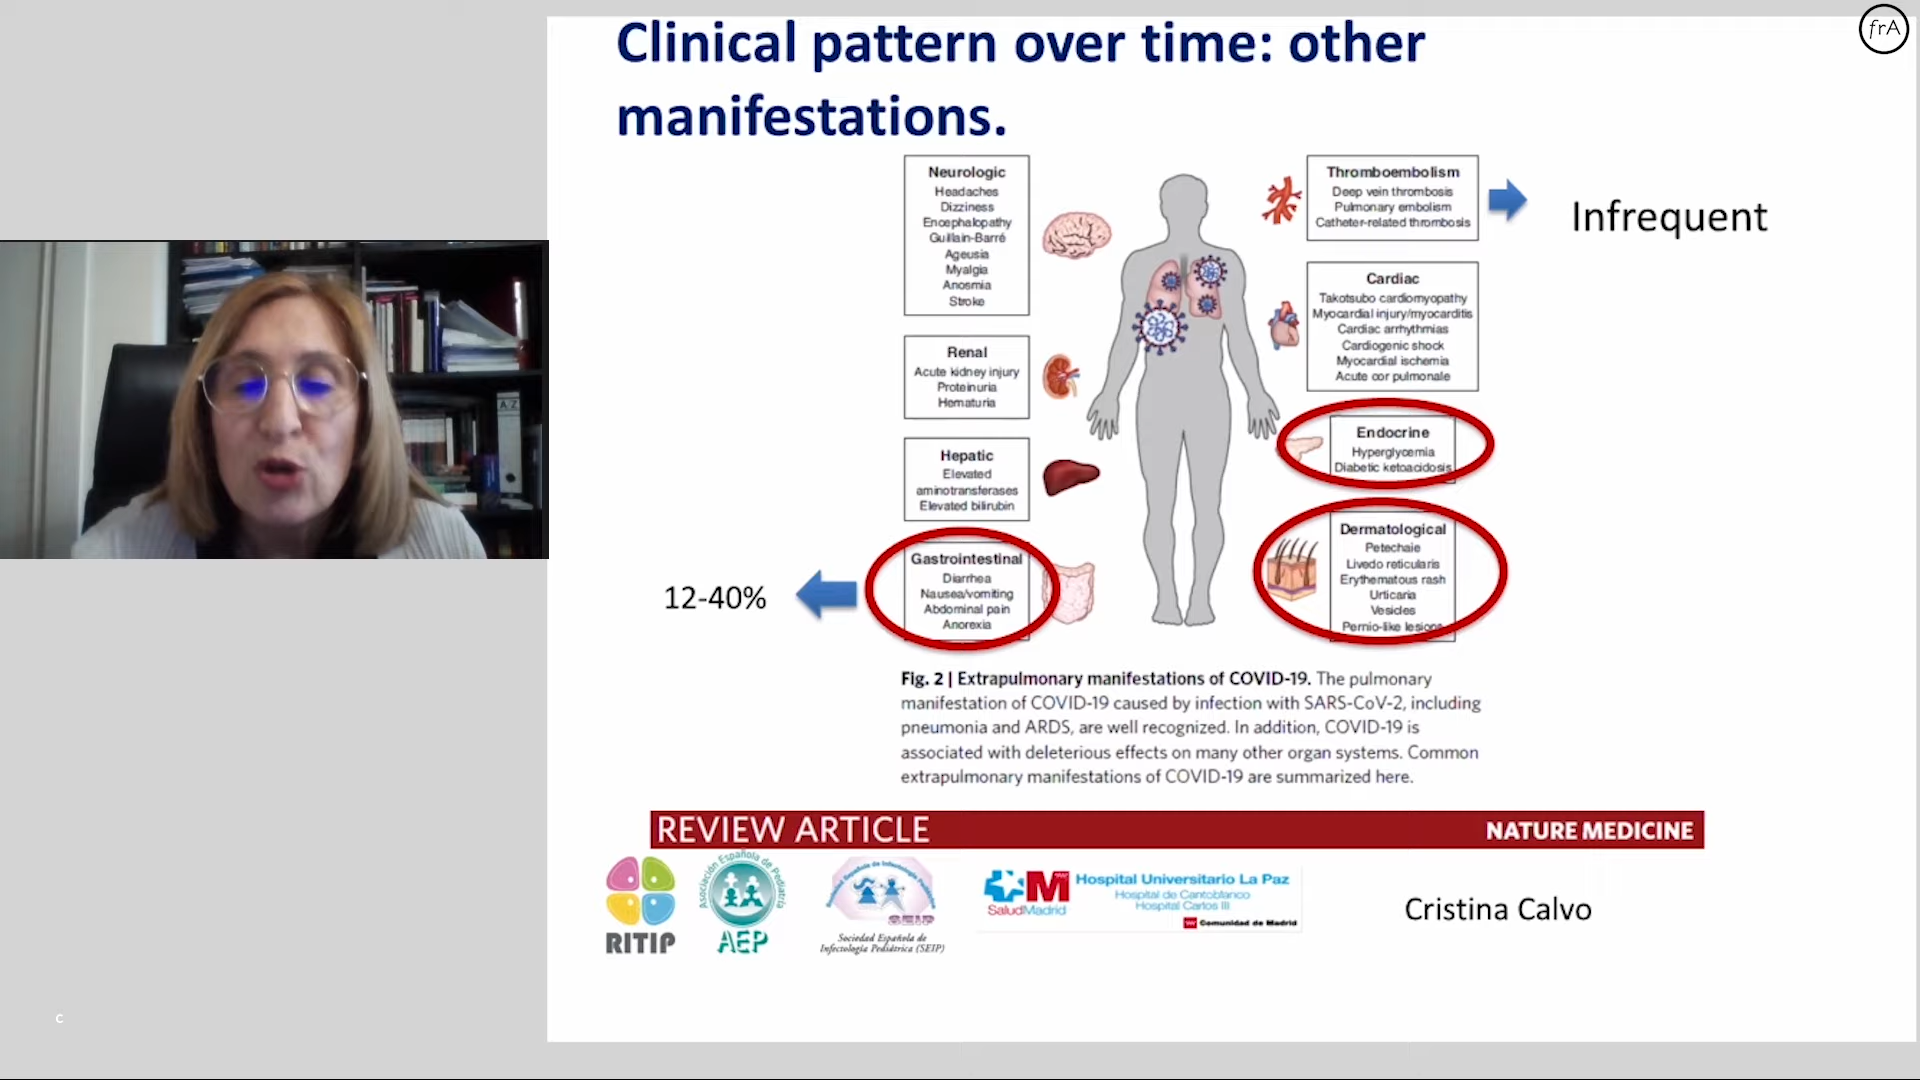 frA
Clinical pattern over time: other
manifestations.
Neurologic
Headaches
Dizziness
Encephalopathy
Guillain-Barré
Ageusia
Myalgia
Anosmia
Stroke
Renal
Acute kidney injury
Proteinuria
Hematuria
Hepatic
Elevated
aminotransferases
Elevated bilirubin
Gastrointestinal
Diarrhea
Nausea/vomiting
Abdominal pain
Anorexia
12-40%
Thromboembolism
Deep vein thrombosis
Pulmonary embolism
Catheter-related thrombosis
Infrequent
Cardiac
Takotsubo cardiomyopathy
Myocardial injury/myocarditis
Cardiac arrhythmias
Cardiogenic shock
Myocardial ischemia
Acute cor pulmonale
Endocrine
Hyperglycemia
Diabetic ketoacidosis
Dermatological
Petechaie
Livedo reticularis
Erythematous rash
Urticaria
Vesicles
Pernio-like lesions
Fig. 2 | Extrapulmonary manifestations of COVID-19. The pulmonary
manifestation of COVID-19 caused by infection with SARS-CoV-2, including
pneumonia and ARDS, are well recognized. In addition, COVID-19 is
associated with deleterious effects on many other organ systems. Common
extrapulmonary manifestations of COVID-19 are summarized here.
REVIEW ARTICLE
NATURE MEDICINE
RITIP
Asociación Española de Pediatría
AEP
Sociedad Española de Infectología Pediátrica
SEIP
Sociedad Española de
Infectología Pediátrica (SEIP)
M
SaludMadrid
Hospital Universitario La Paz
Hospital de Cantoblanco
Hospital Carlos III
Comunidad de Madrid
Cristina Calvo
A/Z
c